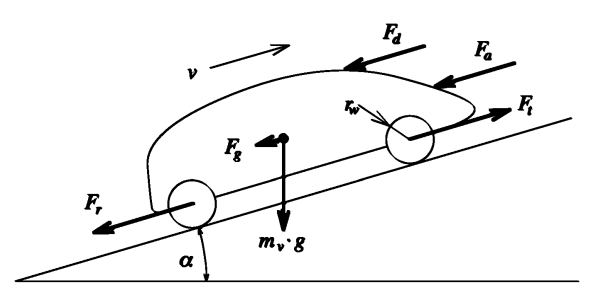 F_d
F_a
v
r_w
F_t
F_g
F_r
m_v · g
α